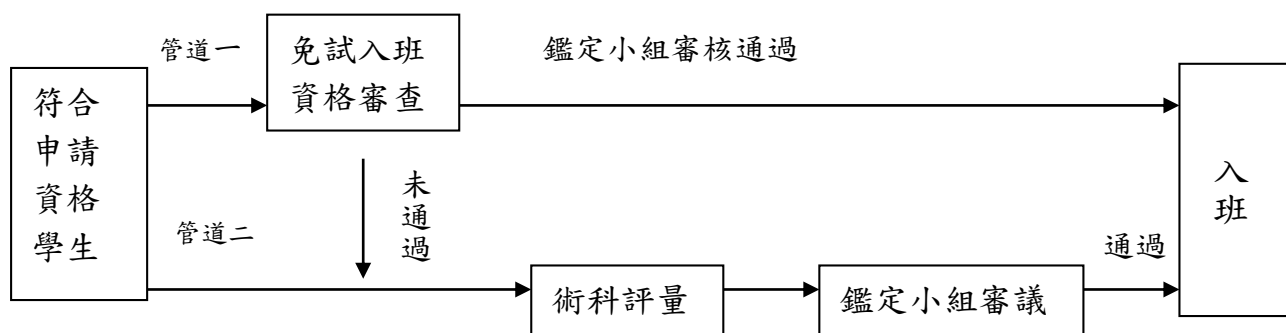 符合
申請
資格
學生
管道一
免試入班
資格審查
鑑定小組審核通過
未
通
過
管道二
術科評量
鑑定小組審議
通過
入
班